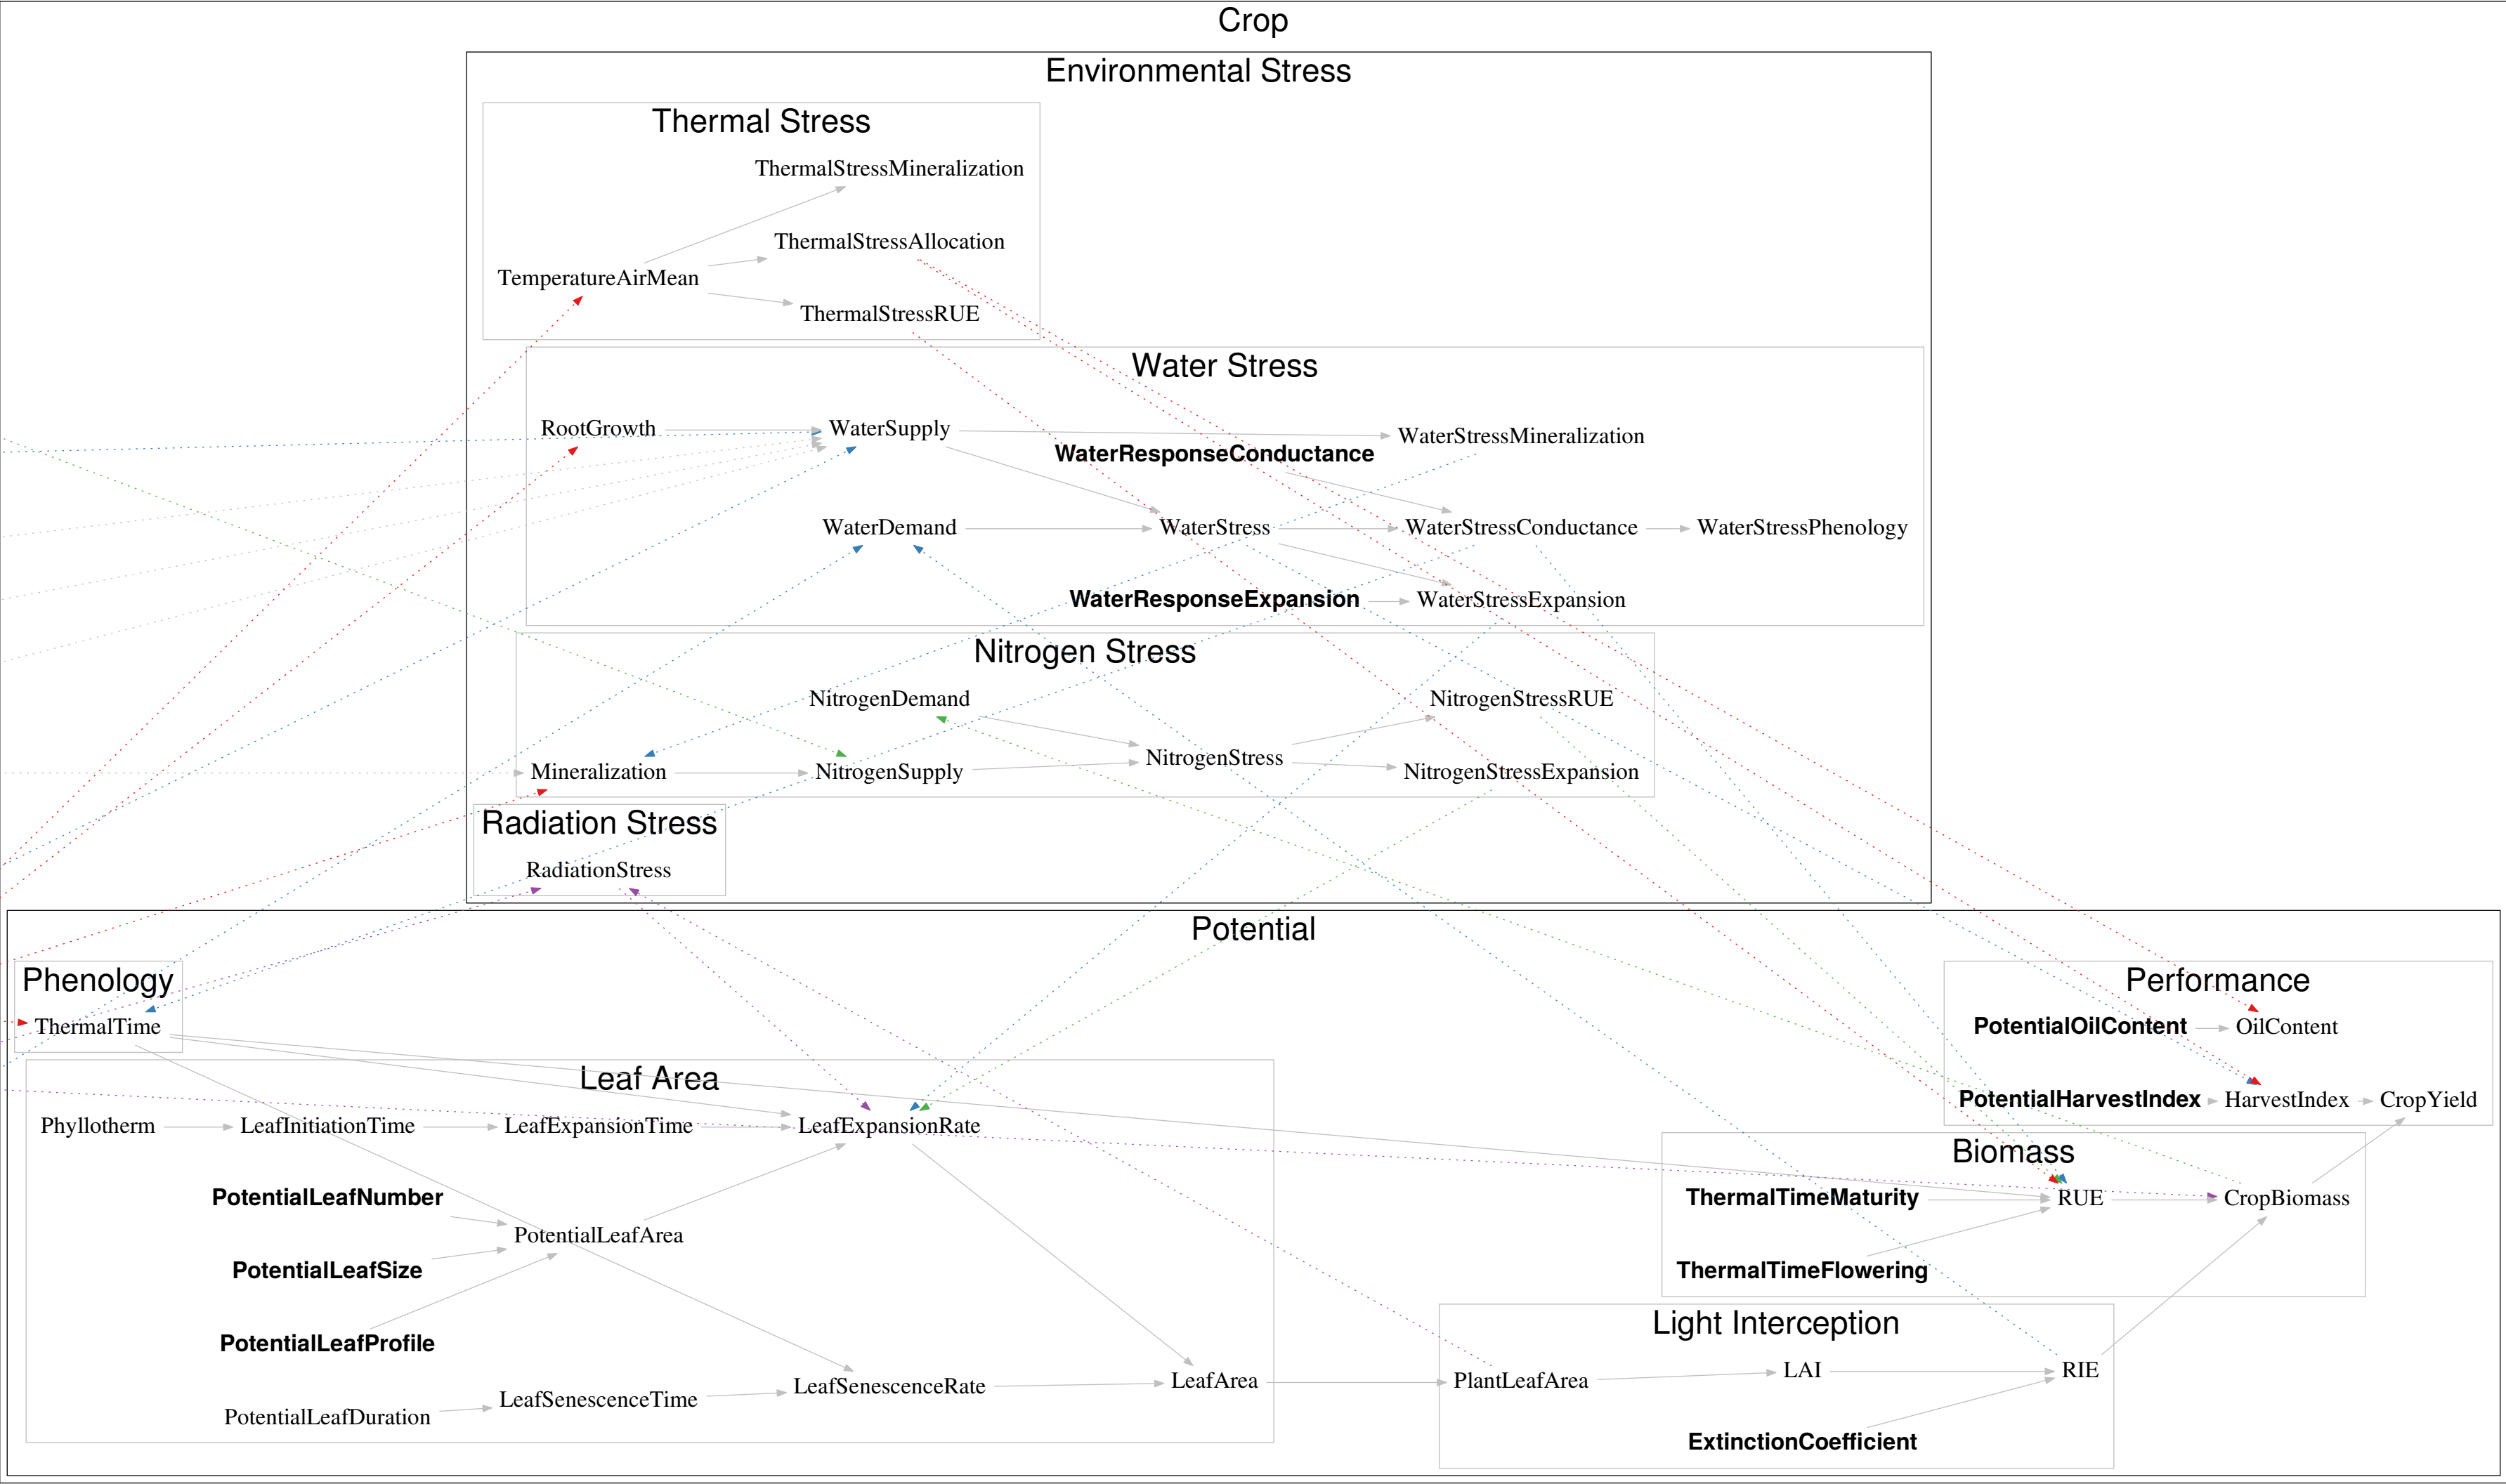 Crop
Environmental Stress
Thermal Stress
ThermalStressMineralization
ThermalStressAllocation
TemperatureAirMean
ThermalStressRUE
Water Stress
RootGrowth
WaterSupply
WaterStressMineralization
WaterResponseConductance
WaterDemand
WaterStress
WaterStressConductance
WaterStressPhenology
WaterResponseExpansion
WaterStressExpansion
Nitrogen Stress
NitrogenDemand
NitrogenStressRUE
NitrogenStress
Mineralization
NitrogenSupply
NitrogenStressExpansion
Radiation Stress
RadiationStress
Potential
Phenology
ThermalTime
Leaf Area
Phyllotherm
LeafInitiationTime
LeafExpansionTime
LeafExpansionRate
PotentialLeafNumber
PotentialLeafArea
PotentialLeafSize
PotentialLeafProfile
PotentialLeafDuration
LeafSenescenceTime
LeafSenescenceRate
LeafArea
Performance
PotentialOilContent
OilContent
PotentialHarvestIndex
HarvestIndex
CropYield
Biomass
ThermalTimeMaturity
RUE
CropBiomass
ThermalTimeFlowering
Light Interception
PlantLeafArea
LAI
RIE
ExtinctionCoefficient